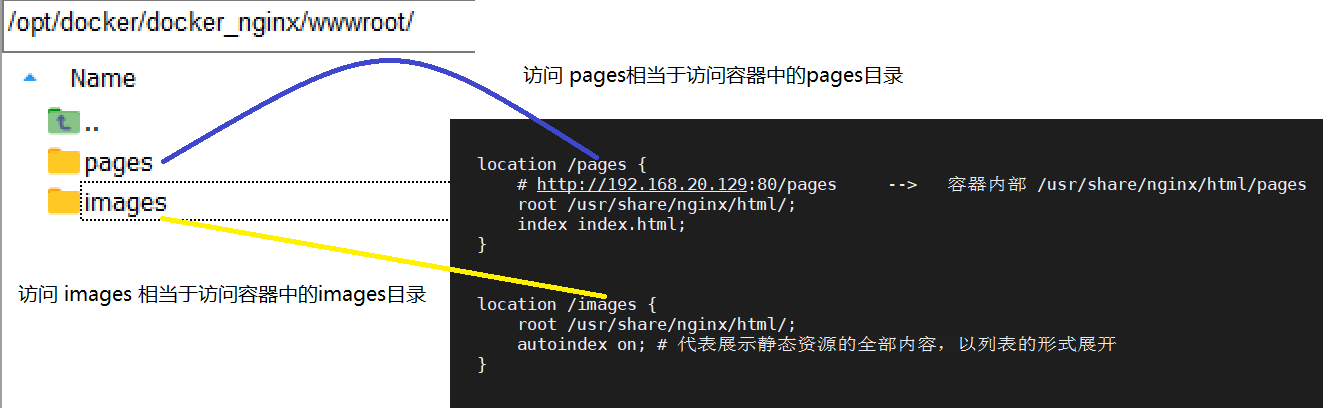 /opt/docker/docker_nginx/wwwroot/
Name
..
pages
images
访问 pages相当于访问容器中的pages目录
访问 images 相当于访问容器中的images目录
location /pages {
    # http://192.168.20.129:80/pages     -->   容器内部 /usr/share/nginx/html/pages
    root /usr/share/nginx/html/;
    index index.html;
}
location /images {
    root /usr/share/nginx/html/;
    autoindex on; # 代表展示静态资源的全部内容，以列表的形式展开
}